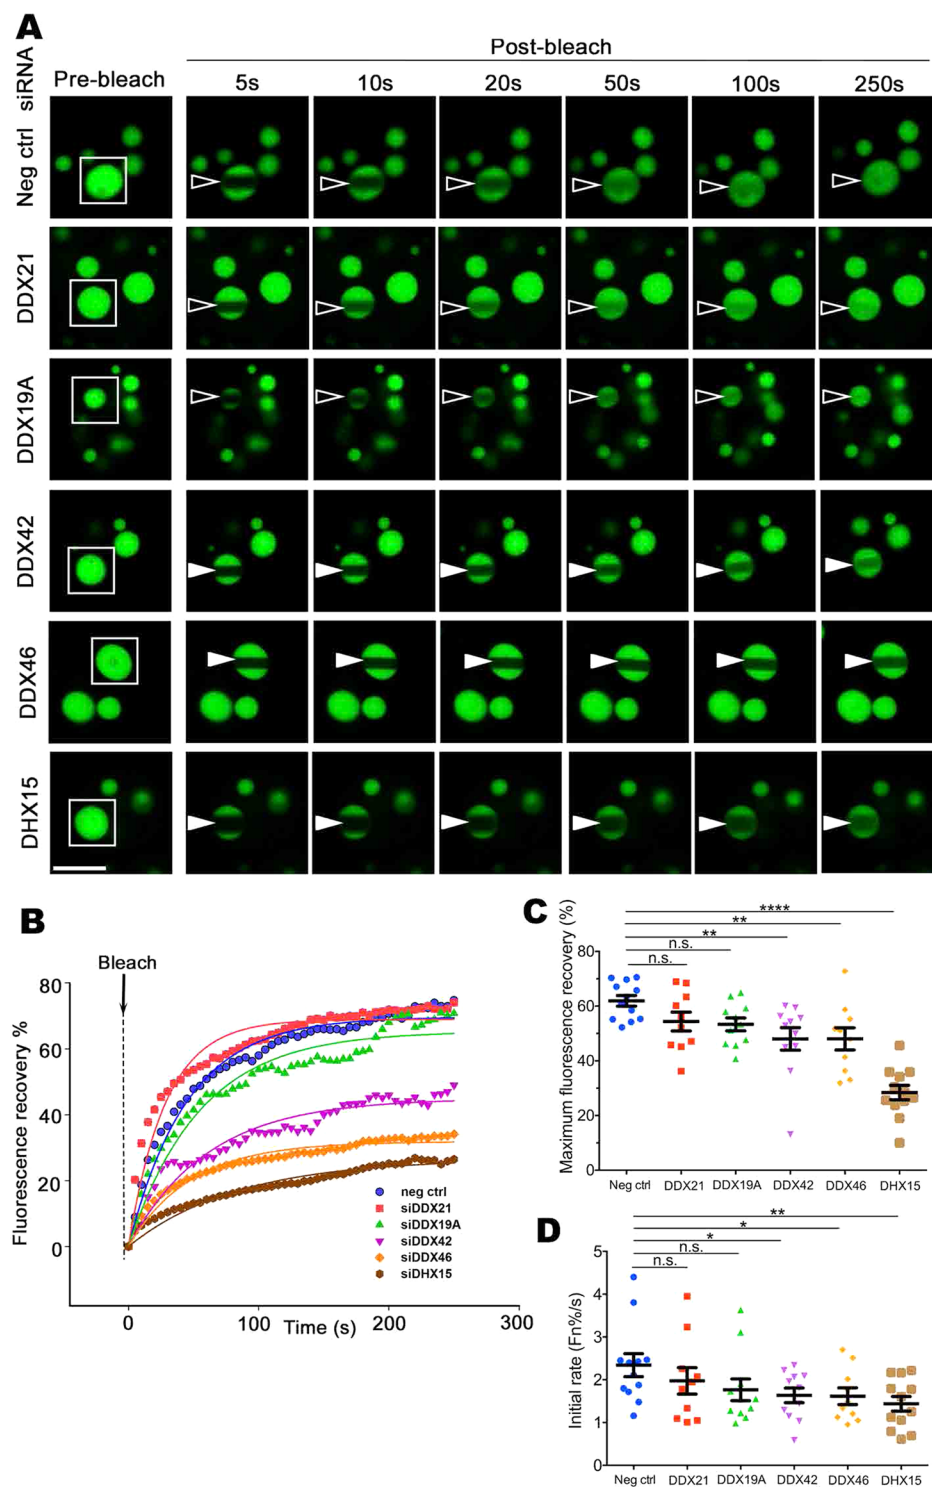 A
siRNA
Post-bleach
Pre-bleach
5s
10s
20s
50s
100s
250s
Neg ctrl
DDX21
DDX19A
DDX42
DDX46
DHX15
B
Bleach
Fluorescence recovery %
80
60
40
20
0
neg ctrl
siDDX21
siDDX19A
siDDX42
siDDX46
siDHX15
0
100
200
300
Time (s)
C
Maximum fluorescence recovery (%)
80
60
40
20
0
****
**
**
n.s.
n.s.
Neg ctrl
DDX21
DDX19A
DDX42
DDX46
DHX15
D
Initial rate (Fn%/s)
5
4
3
2
1
0
**
*
*
n.s.
n.s.
Neg ctrl
DDX21
DDX19A
DDX42
DDX46
DHX15